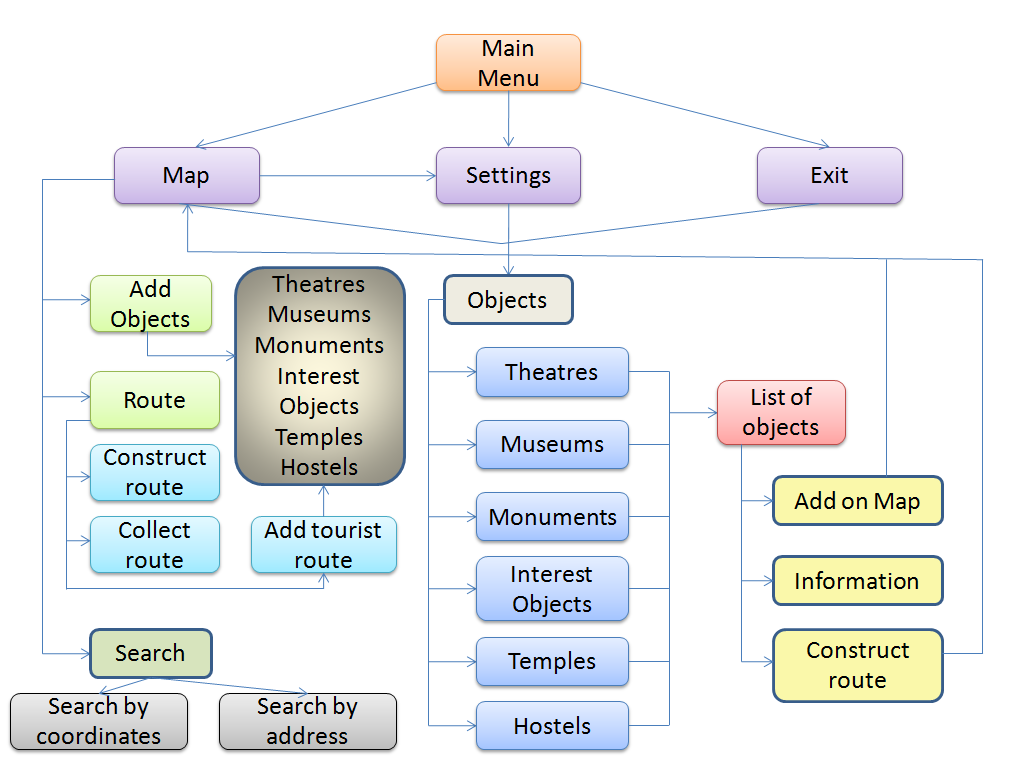 Main
Menu
Map
Settings
Exit
Add
Objects
Theatres
Museums
Monuments
Interest
Objects
Temples
Hostels
Objects
Route
Construct
route
Collect
route
Add tourist
route
Search
Search by
coordinates
Search by
address
Theatres
Museums
Monuments
Interest
Objects
Temples
Hostels
List of
objects
Add on Map
Information
Construct
route